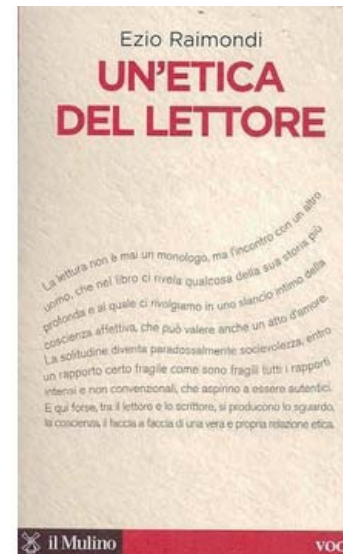 Ezio Raimondi
UN'ETICA
DEL LETTORE
La lettura non è mai un monologo, ma l'incontro con un altro
uomo, che nel libro ci rivela qualcosa della sua storia più
profonda e al quale ci rivolgiamo in uno slancio intimo della
coscienza affettiva, che può valere anche un atto d'amore.
La solitudine diventa paradossalmente socievolezza, entro
un rapporto certo fragile come sono fragili tutti i rapporti
intensi e non convenzionali, che aspirino a essere autentici.
E qui forse, tra il lettore e lo scrittore, si producono lo sguardo,
la coscienza, il faccia a faccia di una vera e propria relazione etica.
il Mulino
voc